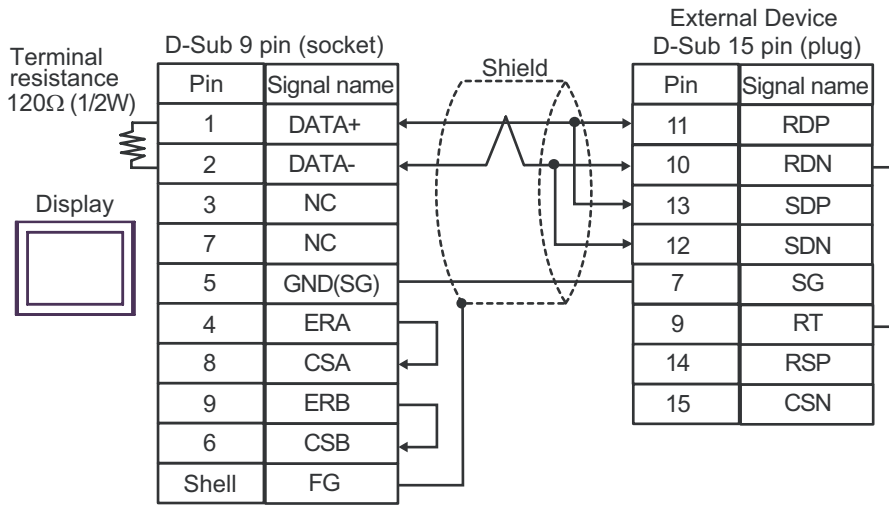 External Device
D-Sub 9 pin (socket)
D-Sub 15 pin (plug)
Terminal
resistance
120Ω (1/2W)
Shield
Pin Signal name
1 DATA+
2 DATA-
3 NC
7 NC
5 GND(SG)
4 ERA
8 CSA
9 ERB
6 CSB
Shell FG
Display
Pin Signal name
11 RDP
10 RDN
13 SDP
12 SDN
7 SG
9 RT
14 RSP
15 CSN